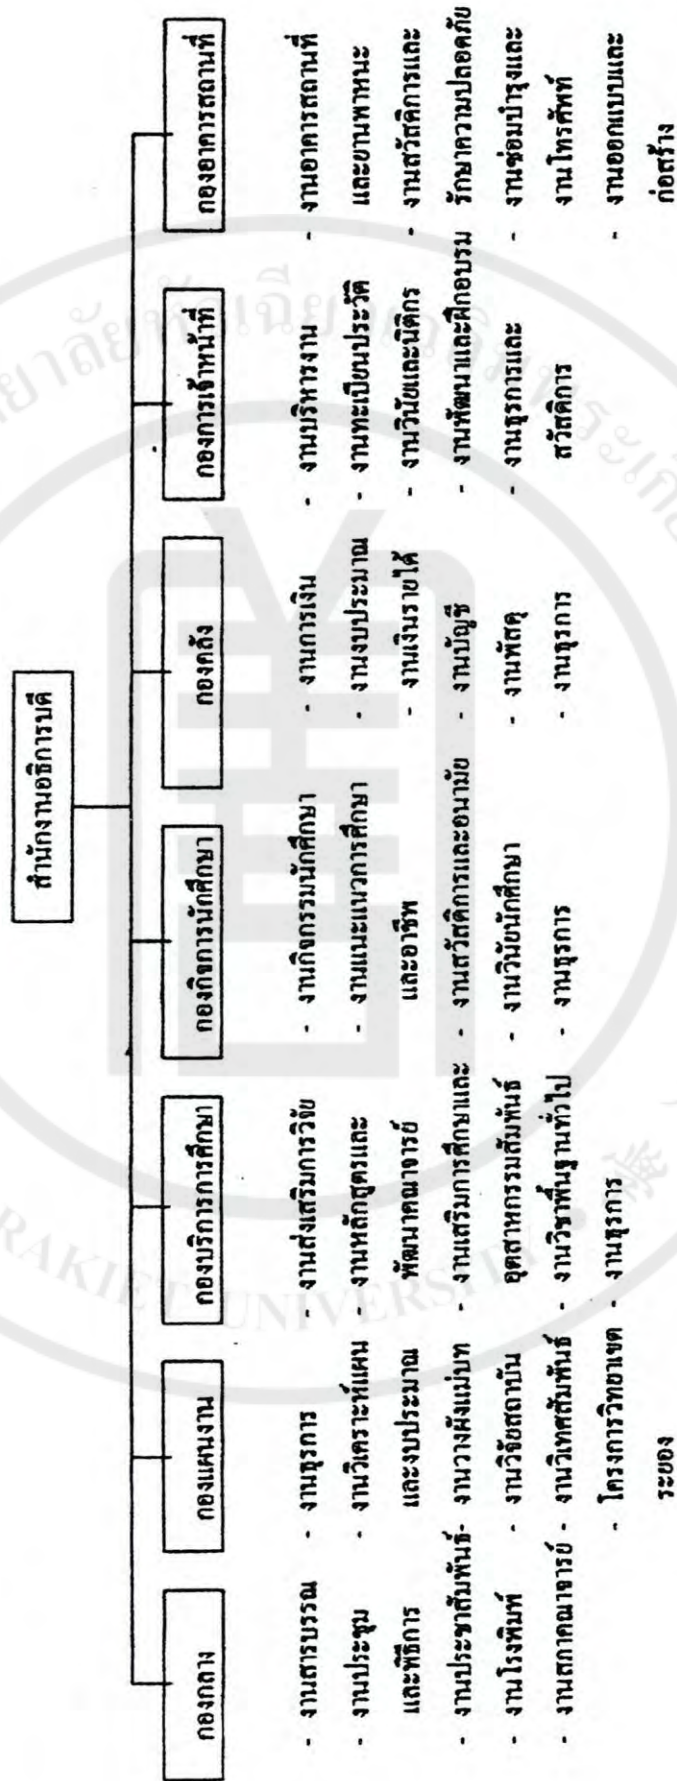 สำนักงานอธิการบดี
กองกลาง
- งานสารบรรณ
- งานประชุม
และพิธีการ
- งานประชาสัมพันธ์
- งานโรงพิมพ์
- งานสภาคณาจารย์
กองแผนงาน
- งานธุรการ
- งานวิเคราะห์แผน
และงบประมาณ
- งานวางผังแม่บท
- งานวิจัยสถาบัน
- งานวิเทศสัมพันธ์
- โครงการวิทยาเขต
ระยอง
กองบริการการศึกษา
- งานส่งเสริมการวิจัย
- งานหลักสูตรและ
พัฒนาคณาจารย์
- งานเสริมการศึกษาและ
อุตสาหกรรมสัมพันธ์
- งานวิชาพื้นฐานทั่วไป
- งานธุรการ
กองกิจการนักศึกษา
- งานกิจกรรมนักศึกษา
- งานแนะแนวการศึกษา
และอาชีพ
- งานสวัสดิการและอนามัย
- งานวินัยนักศึกษา
- งานธุรการ
กองคลัง
- งานการเงิน
- งานงบประมาณ
- งานเงินรายได้
- งานบัญชี
- งานพัสดุ
- งานธุรการ
กองการเจ้าหน้าที่
- งานบริหารงาน
- งานทะเบียนประวัติ
- งานวินัยและนิติกร
- งานพัฒนาและฝึกอบรม
- งานธุรการและ
สวัสดิการ
กองอาคารสถานที่
- งานอาคารสถานที่
และยานพาหนะ
- งานสวัสดิการและ
รักษาความปลอดภัย
- งานซ่อมบำรุงและ
งานโทรศัพท์
- งานออกแบบและ
ก่อสร้าง
RAKIET UNIVERSITY